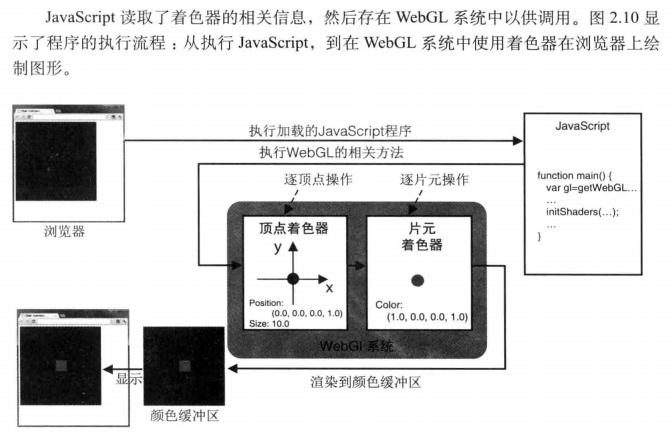 JavaScript 读取了着色器的相关信息，然后存在 WebGL 系统中以供调用。图 2.10 显
示了程序的执行流程：从执行 JavaScript，到在 WebGL 系统中使用着色器在浏览器上绘
制图形。
执行加载的JavaScript程序
执行WebGL的相关方法
JavaScript
function main() {
var gl=getWebGL...
...
initShaders(...);
...
}
浏览器
逐顶点操作
逐片元操作
顶点着色器
y
x
Position:
(0.0, 0.0, 0.0, 1.0)
Size: 10.0
片元
着色器
Color:
(1.0, 0.0, 0.0, 1.0)
WebGl 系统
显示
颜色缓冲区
渲染到颜色缓冲区